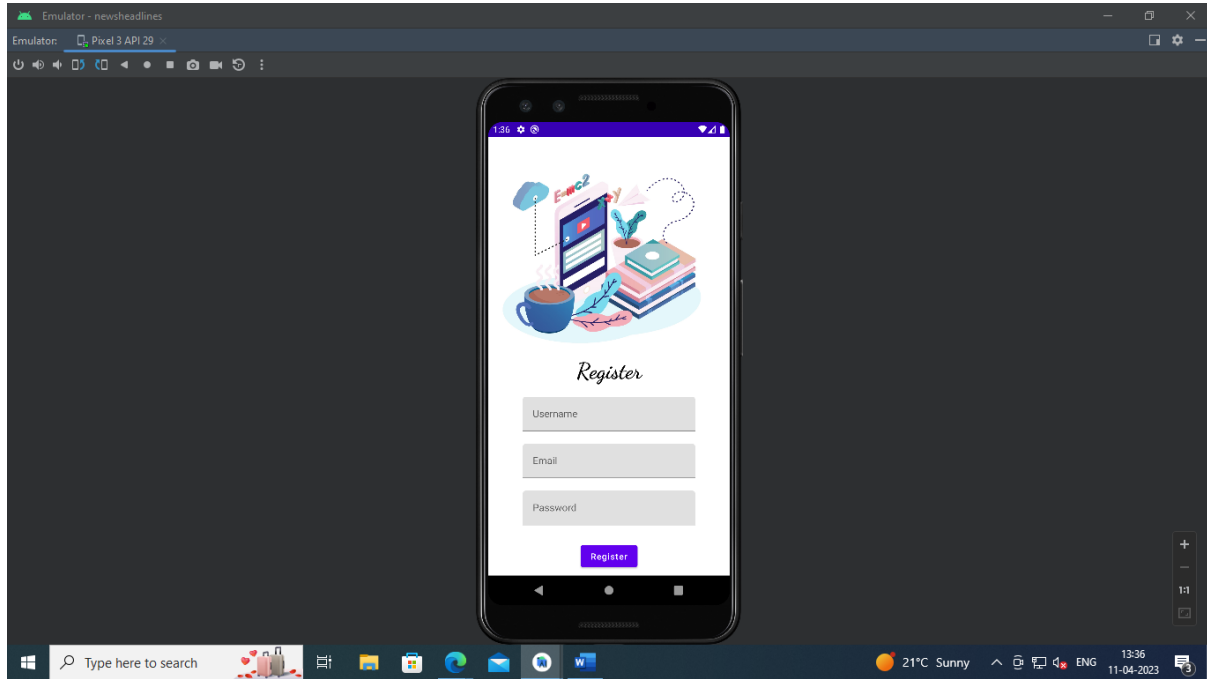 Emulator - newsheadlines
Emulator: Pixel 3 API 29
1:36
E=mc2
Register
Username
Email
Password
Register
1:1
Type here to search
21°C Sunny
ENG
13:36
11-04-2023
3